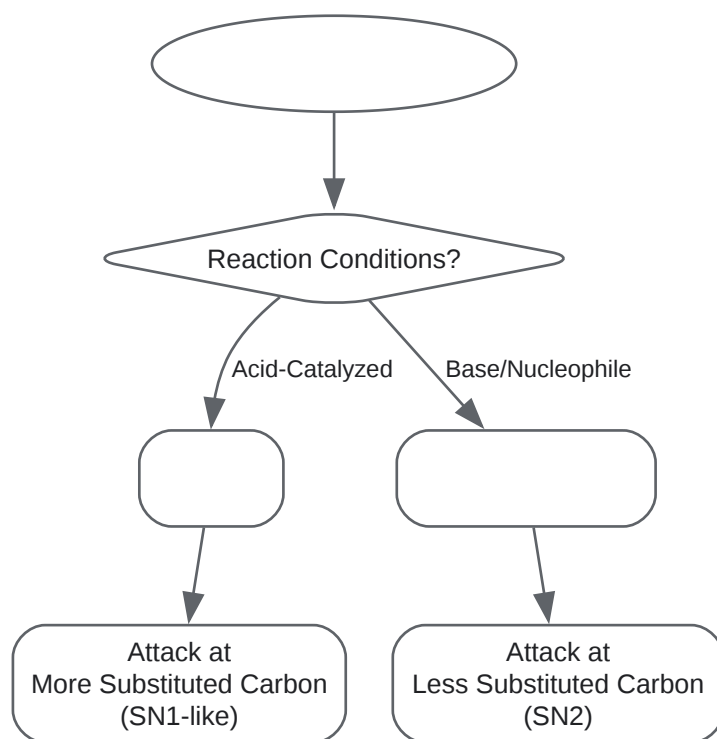 Reaction Conditions?
Acid-Catalyzed
Base/Nucleophile
Attack at
More Substituted Carbon
(SN1-like)
Attack at
Less Substituted Carbon
(SN2)